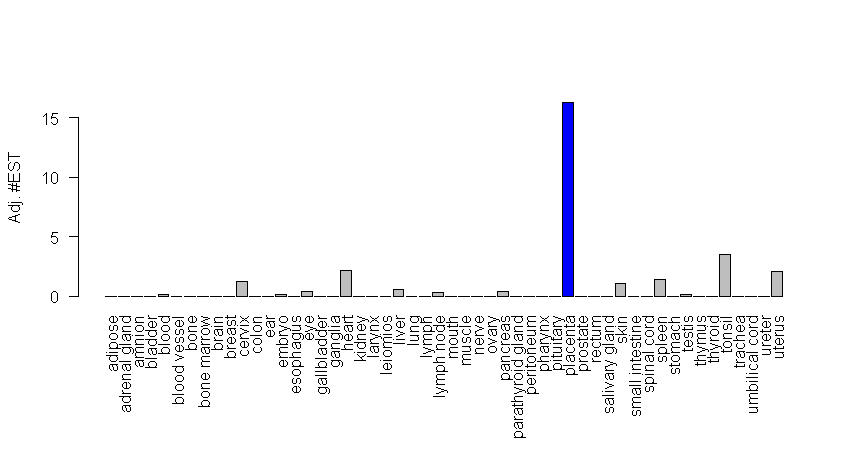 Adj. #EST
15
10
5
0
adipose
adrenal gland
amnion
bladder
blood
blood vessel
bone
bone marrow
brain
breast
cervix
colon
ear
embryo
esophagus
eye
gallbladder
ganglia
heart
kidney
larynx
leiomios
liver
lung
lymph
lymph node
mouth
muscle
nerve
ovary
pancreas
parathyroid gland
peritoneum
pharynx
pituitary
placenta
prostate
rectum
salivary gland
skin
small intestine
spinal cord
spleen
stomach
testis
thymus
thyroid
tonsil
trachea
umbilical cord
ureter
uterus